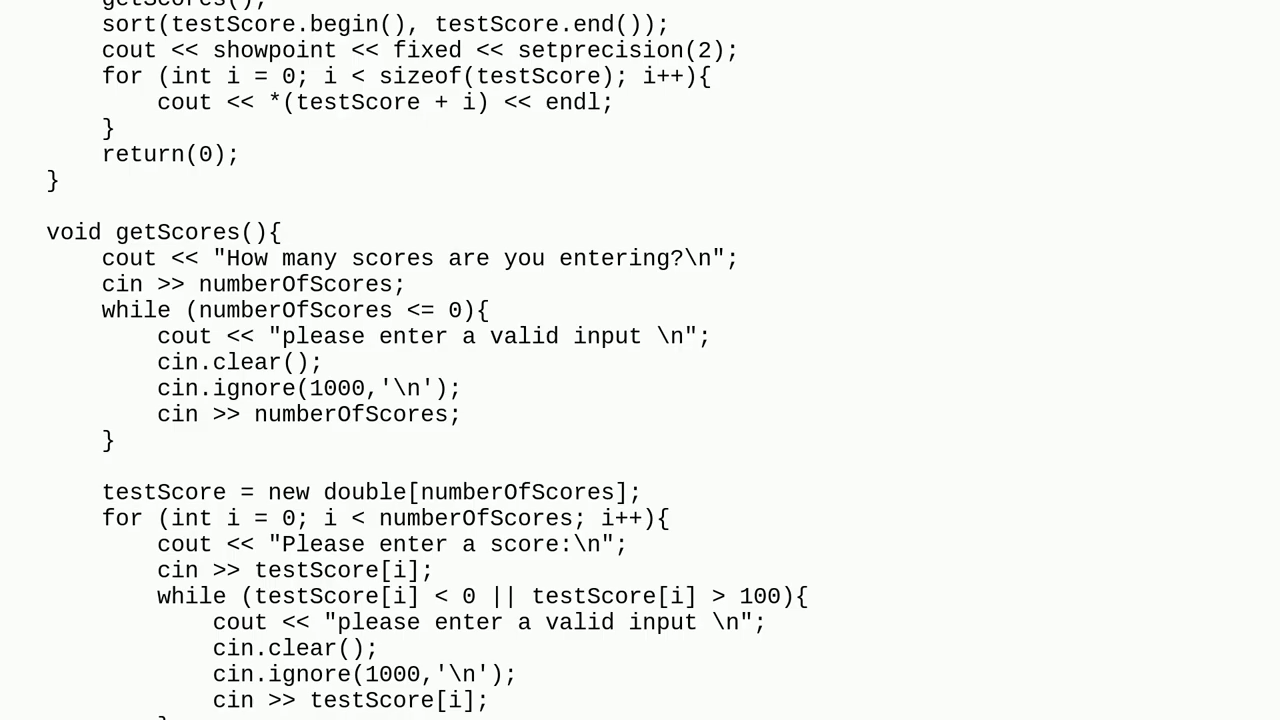 getScores();
sort(testScore.begin(), testScore.end());
cout << showpoint << fixed << setprecision(2);
for (int i = 0; i < sizeof(testScore); i++){
cout << *(testScore + i) << endl;
}
return(0);
}
void getScores(){
cout << "How many scores are you entering?\n";
cin >> numberOfScores;
while (numberOfScores <= 0){
cout << "please enter a valid input \n";
cin.clear();
cin.ignore(1000,'\n');
cin >> numberOfScores;
}
testScore = new double[numberOfScores];
for (int i = 0; i < numberOfScores; i++){
cout << "Please enter a score:\n";
cin >> testScore[i];
while (testScore[i] < 0 || testScore[i] > 100){
cout << "please enter a valid input \n";
cin.clear();
cin.ignore(1000,'\n');
cin >> testScore[i];
}